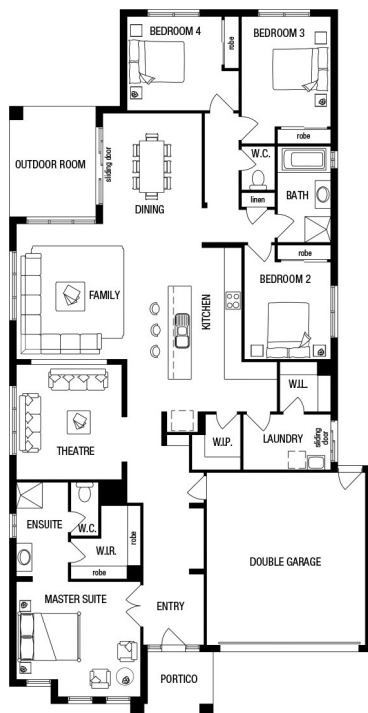 BEDROOM 4
robe
BEDROOM 3
OUTDOOR ROOM
sliding door
robe
W.C.
DINING
BATH
linen
robe
BEDROOM 2
FAMILY
KITCHEN
W.I.L.
THEATRE
W.I.P.
LAUNDRY
sliding door
ENSUITE
W.C.
robe
W.I.R.
robe
DOUBLE GARAGE
MASTER SUITE
ENTRY
PORTICO